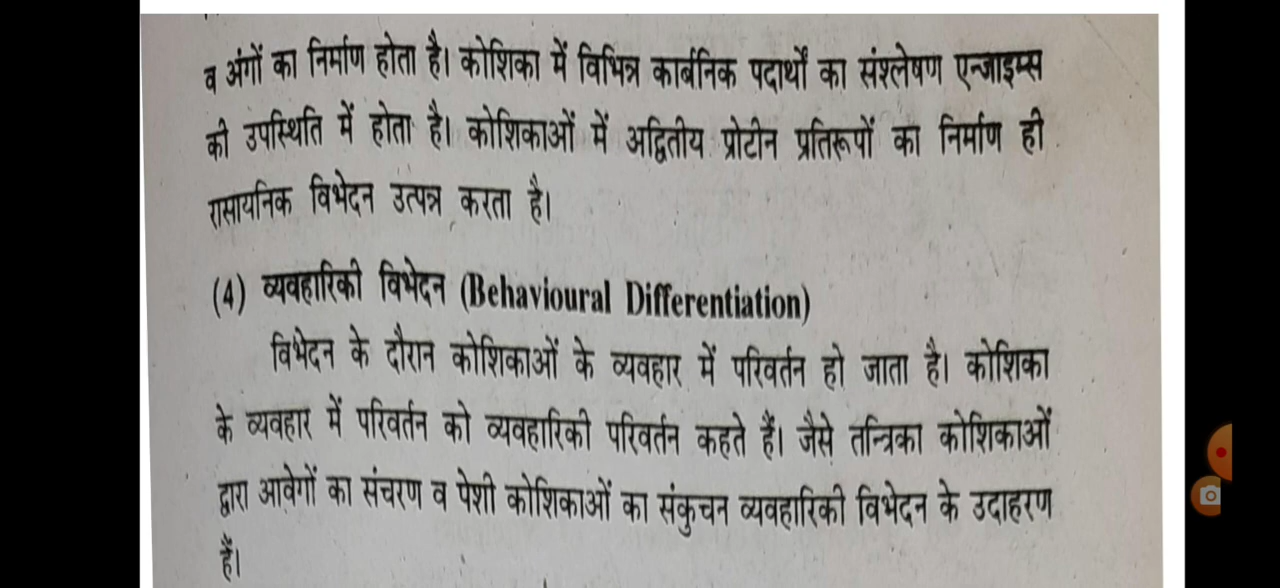 व अंगों का निर्माण होता है। कोशिका में विभिन्न कार्बनिक पदार्थों का संश्लेषण एन्जाइम्स
की उपस्थिति में होता है। कोशिकाओं में अद्वितीय प्रोटीन प्रतिरूपों का निर्माण ही
रासायनिक विभेदन उत्पन्न करता है।
(4) व्यवहारिकी विभेदन (Behavioural Differentiation)
विभेदन के दौरान कोशिकाओं के व्यवहार में परिवर्तन हो जाता है। कोशिका
के व्यवहार में परिवर्तन को व्यवहारिकी परिवर्तन कहते हैं। जैसे तन्त्रिका कोशिकाओं
द्वारा आवेगों का संचरण व पेशी कोशिकाओं का संकुचन व्यवहारिकी विभेदन के उदाहरण
हैं।